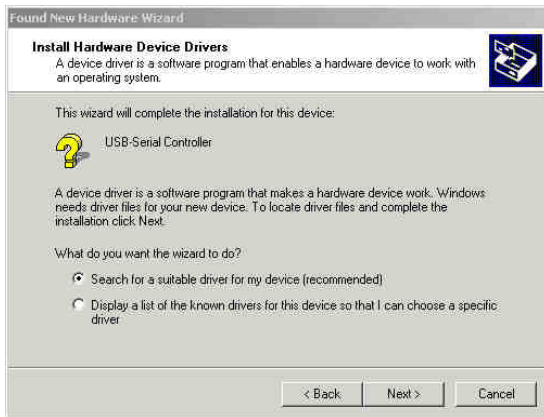 Found New Hardware Wizard
Install Hardware Device Drivers
A device driver is a software program that enables a hardware device to work with
an operating system.
This wizard will complete the installation for this device:
USB-Serial Controller
A device driver is a software program that makes a hardware device work. Windows
needs driver files for your new device. To locate driver files and complete the
installation click Next.
What do you want the wizard to do?
Search for a suitable driver for my device (recommended)
Display a list of the known drivers for this device so that I can choose a specific
driver
< Back Next > Cancel